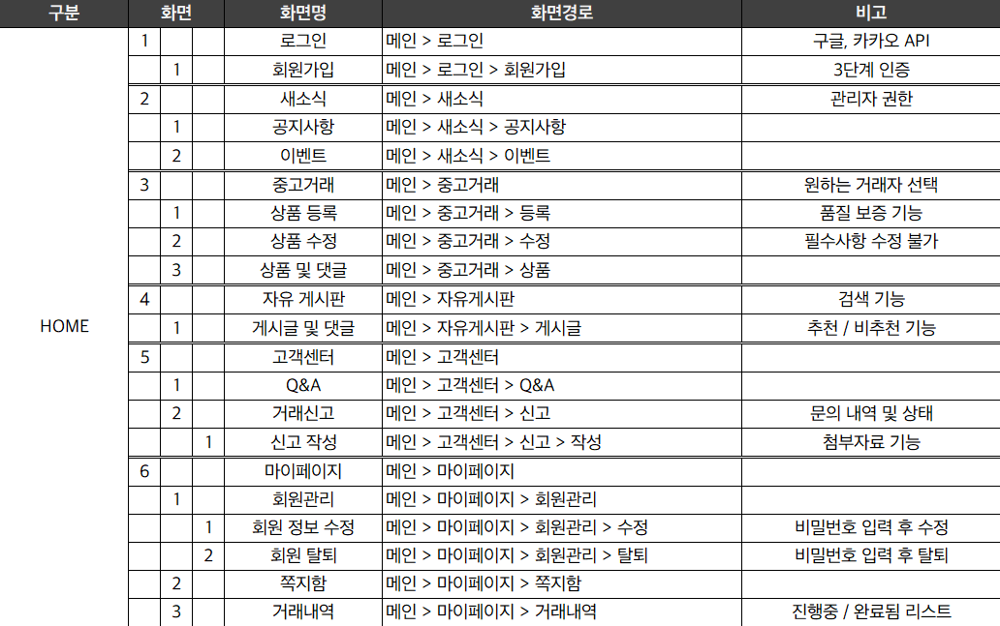 구분 화면 화면명 화면경로 비고
1 로그인 메인 > 로그인 구글, 카카오 API
1 회원가입 메인 > 로그인 > 회원가입 3단계 인증
2 새소식 메인 > 새소식 관리자 권한
1 공지사항 메인 > 새소식 > 공지사항
2 이벤트 메인 > 새소식 > 이벤트
3 중고거래 메인 > 중고거래 원하는 거래자 선택
1 상품 등록 메인 > 중고거래 > 등록 품질 보증 기능
2 상품 수정 메인 > 중고거래 > 수정 필수사항 수정 불가
3 상품 및 댓글 메인 > 중고거래 > 상품
4 자유 게시판 메인 > 자유게시판 검색 기능
HOME 1 게시글 및 댓글 메인 > 자유게시판 > 게시글 추천 / 비추천 기능
5 고객센터 메인 > 고객센터
1 Q&A 메인 > 고객센터 > Q&A
2 거래신고 메인 > 고객센터 > 신고 문의 내역 및 상태
1 신고 작성 메인 > 고객센터 > 신고 > 작성 첨부자료 기능
6 마이페이지 메인 > 마이페이지
1 회원관리 메인 > 마이페이지 > 회원관리
1 회원 정보 수정 메인 > 마이페이지 > 회원관리 > 수정 비밀번호 입력 후 수정
2 회원 탈퇴 메인 > 마이페이지 > 회원관리 > 탈퇴 비밀번호 입력 후 탈퇴
2 쪽지함 메인 > 마이페이지 > 쪽지함
3 거래내역 메인 > 마이페이지 > 거래내역 진행중 / 완료됨 리스트